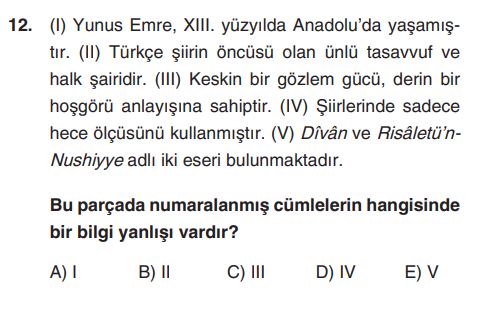 12. (I) Yunus Emre, XIII. yüzyılda Anadolu’da yaşamış-
tır. (II) Türkçe şiirin öncüsü olan ünlü tasavvuf ve
halk şairidir. (III) Keskin bir gözlem gücü, derin bir
hoşgörü anlayışına sahiptir. (IV) Şiirlerinde sadece
hece ölçüsünü kullanmıştır. (V) Dîvân ve Risâletü’n-
Nushiyye adlı iki eseri bulunmaktadır.
Bu parçada numaralanmış cümlelerin hangisinde
bir bilgi yanlışı vardır?
A) I B) II C) III D) IV E) V